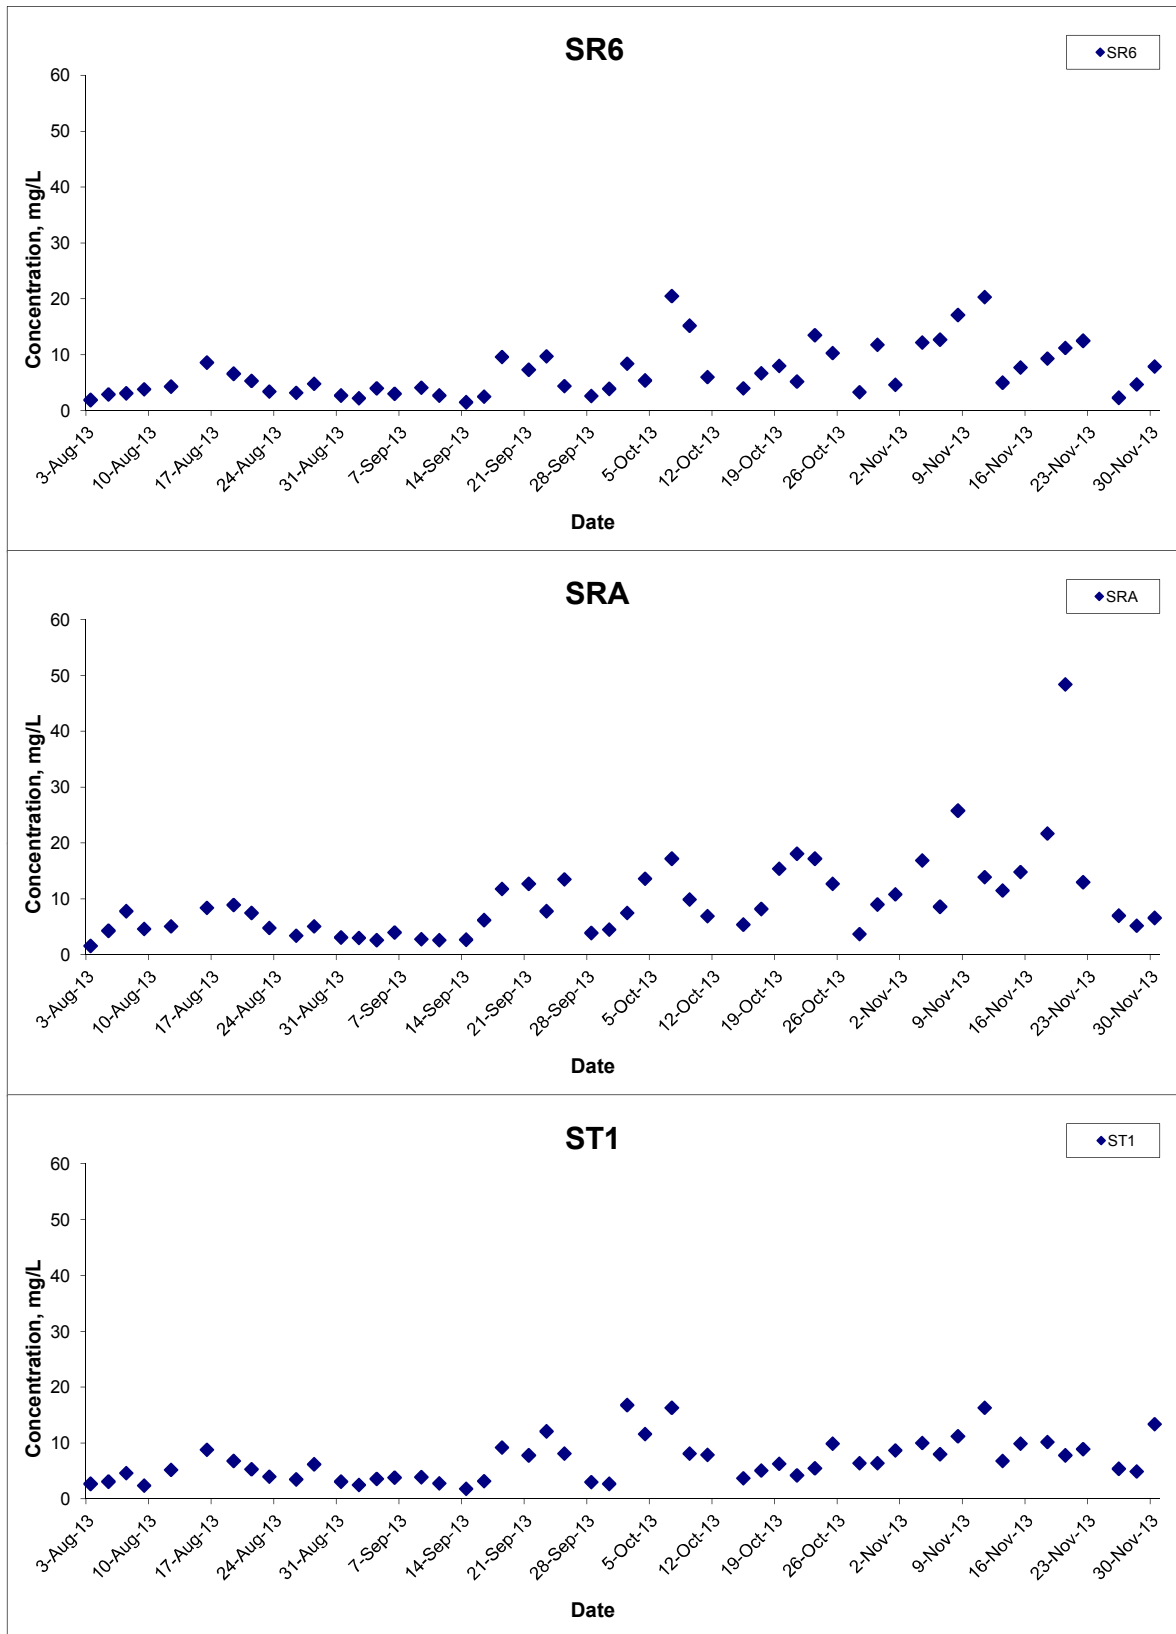 SR6
SR6
Concentration, mg/L
60
50
40
30
20
10
0
3-Aug-13
10-Aug-13
17-Aug-13
24-Aug-13
31-Aug-13
7-Sep-13
14-Sep-13
21-Sep-13
28-Sep-13
5-Oct-13
12-Oct-13
19-Oct-13
26-Oct-13
2-Nov-13
9-Nov-13
16-Nov-13
23-Nov-13
30-Nov-13
Date
SRA
SRA
Concentration, mg/L
60
50
40
30
20
10
0
3-Aug-13
10-Aug-13
17-Aug-13
24-Aug-13
31-Aug-13
7-Sep-13
14-Sep-13
21-Sep-13
28-Sep-13
5-Oct-13
12-Oct-13
19-Oct-13
26-Oct-13
2-Nov-13
9-Nov-13
16-Nov-13
23-Nov-13
30-Nov-13
Date
ST1
ST1
Concentration, mg/L
60
50
40
30
20
10
0
3-Aug-13
10-Aug-13
17-Aug-13
24-Aug-13
31-Aug-13
7-Sep-13
14-Sep-13
21-Sep-13
28-Sep-13
5-Oct-13
12-Oct-13
19-Oct-13
26-Oct-13
2-Nov-13
9-Nov-13
16-Nov-13
23-Nov-13
30-Nov-13
Date